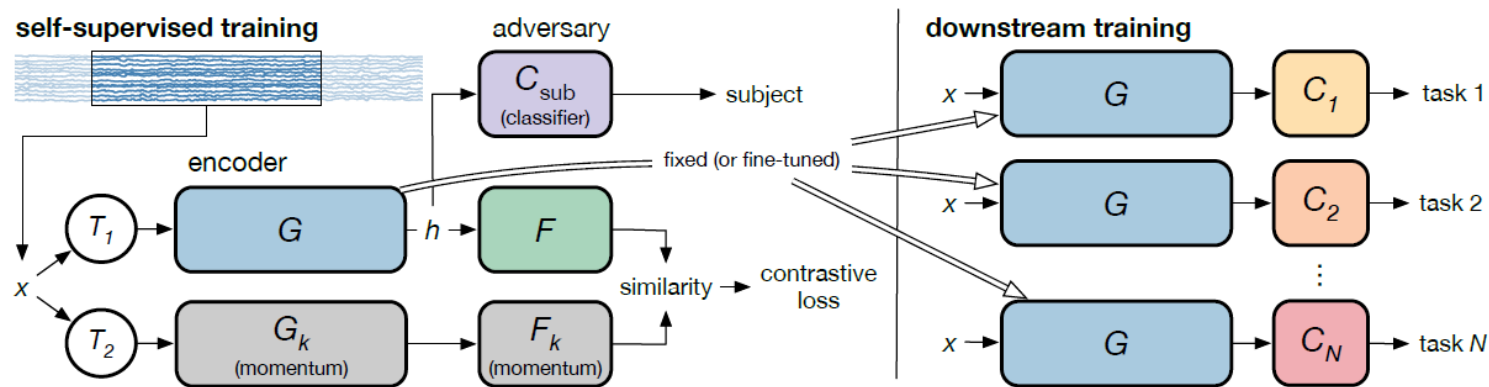 self-supervised training
adversary
C_sub
(classifier)
subject
encoder
fixed (or fine-tuned)
T_1
G
h
F
x
similarity
contrastive
loss
T_2
G_k
(momentum)
F_k
(momentum)
downstream training
x
G
C_1
task 1
x
G
C_2
task 2
⋮
x
G
C_N
task N